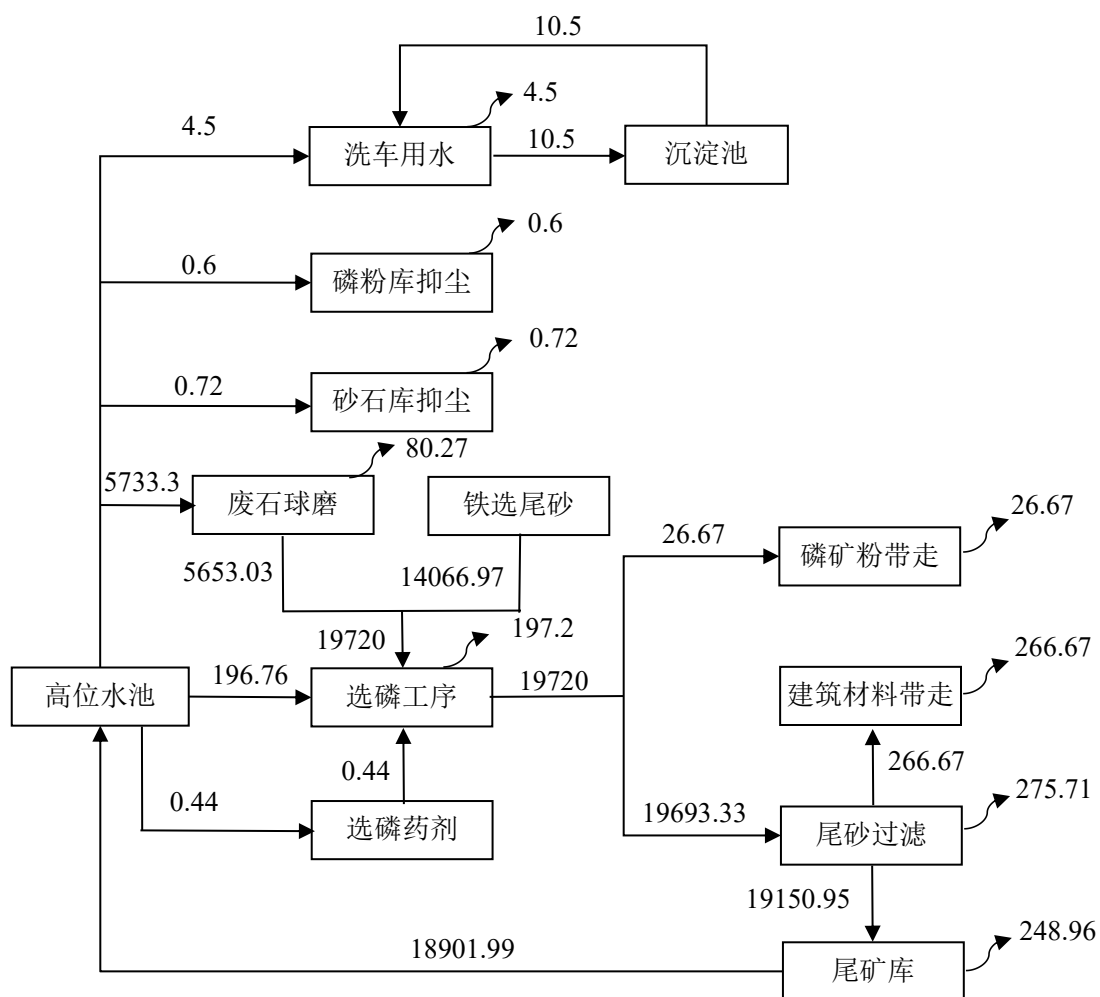 10.5
4.5
4.5
洗车用水
10.5
沉淀池
0.6
0.6
磷粉库抑尘
0.72
0.72
砂石库抑尘
80.27
5733.3
废石球磨
铁选尾砂
26.67
26.67
磷矿粉带走
5653.03
14066.97
19720
197.2
266.67
高位水池
196.76
选磷工序
19720
建筑材料带走
266.67
0.44
0.44
选磷药剂
19693.33
尾砂过滤
275.71
19150.95
18901.99
尾矿库
248.96